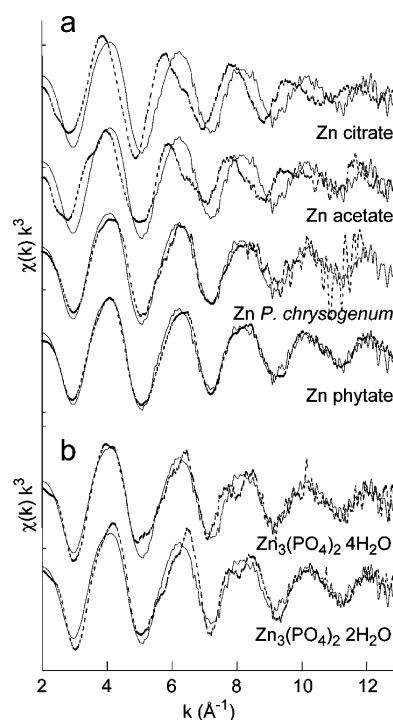 a
Zn citrate
Zn acetate
Zn P. chrysogenum
Zn phytate
χ(k) k³
b
Zn₃(PO₄)₂ 4H₂O
Zn₃(PO₄)₂ 2H₂O
χ(k) k³
2 4 6 8 10 12
k (Å⁻¹)